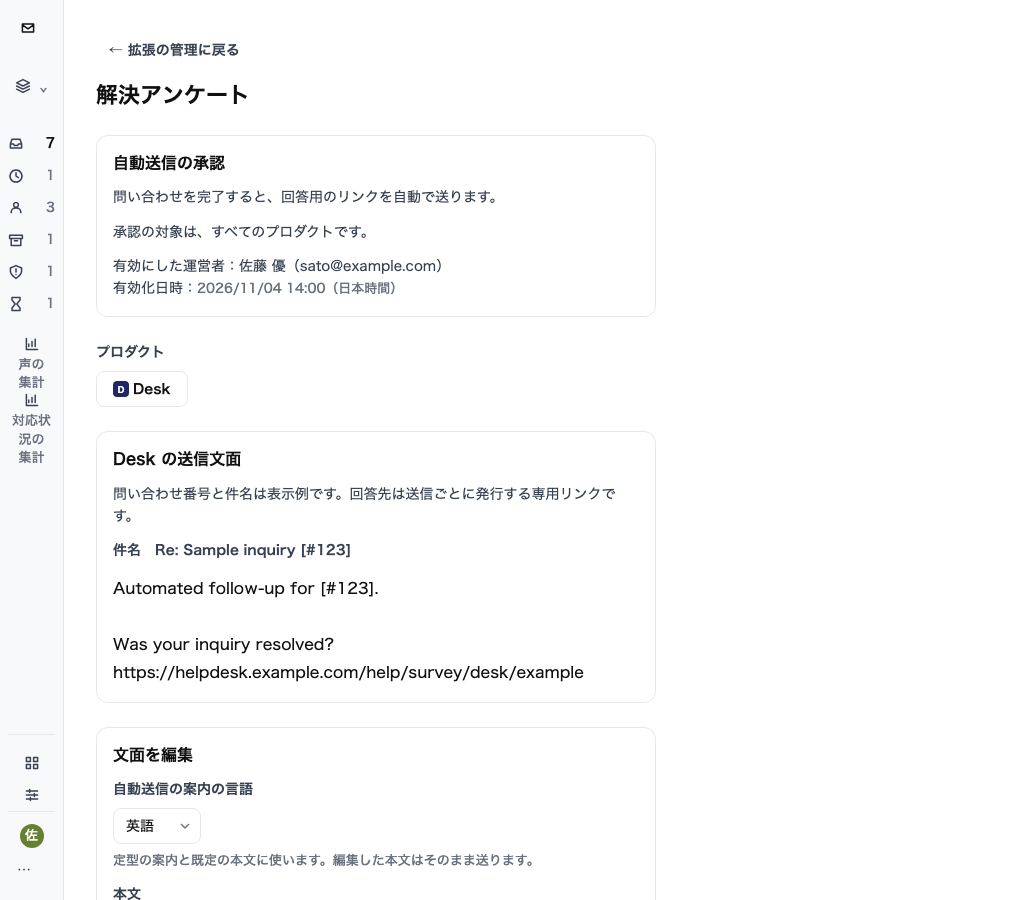 7
1
3
1
1
1
声の
集計
対応状
況の
集計
佐
…
← 拡張の管理に戻る
解決アンケート
自動送信の承認
問い合わせを完了すると、回答用のリンクを自動で送ります。
承認の対象は、すべてのプロダクトです。
有効にした運営者：佐藤 優（sato@example.com）
有効化日時：2026/11/04 14:00（日本時間）
プロダクト
D Desk
Desk の送信文面
問い合わせ番号と件名は表示例です。回答先は送信ごとに発行する専用リンクで
す。
件名 Re: Sample inquiry [#123]
Automated follow-up for [#123].
Was your inquiry resolved?
https://helpdesk.example.com/help/survey/desk/example
文面を編集
自動送信の案内の言語
英語
定型の案内と既定の本文に使います。編集した本文はそのまま送ります。
本文